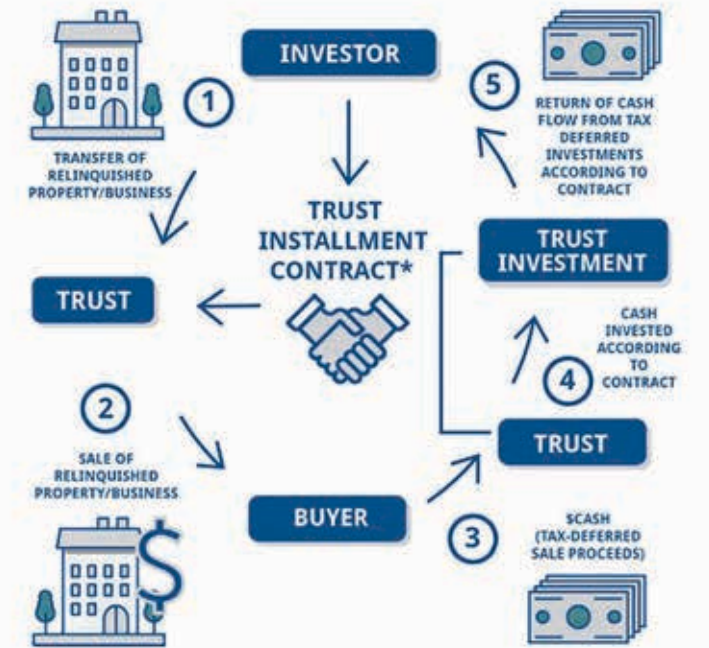 INVESTOR
1
TRANSFER OF
RELINQUISHED
PROPERTY/BUSINESS
5
RETURN OF CASH
FLOW FROM TAX
DEFERRED
INVESTMENTS
ACCORDING TO
CONTRACT
TRUST
INSTALLMENT
CONTRACT*
TRUST
INVESTMENT
TRUST
CASH
INVESTED
ACCORDING
TO
CONTRACT
4
2
SALE OF
RELINQUISHED
PROPERTY/BUSINESS
$
TRUST
BUYER
3
$CASH
(TAX-DEFERRED
SALE PROCEEDS)